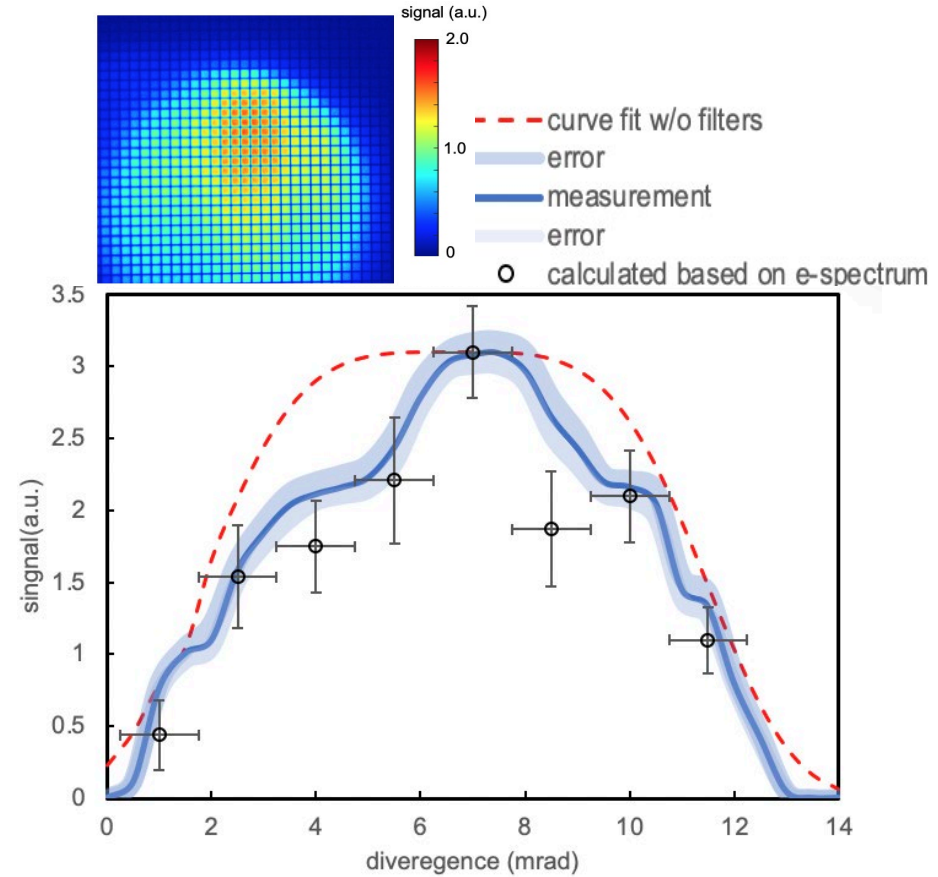 signal (a.u.)
2.0
1.0
0
curve fit w/o filters
error
measurement
error
calculated based on e-spectrum
3.5
3
2.5
2
1.5
1
0.5
0
singnal(a.u.)
0 2 4 6 8 10 12 14
diveregence (mrad)